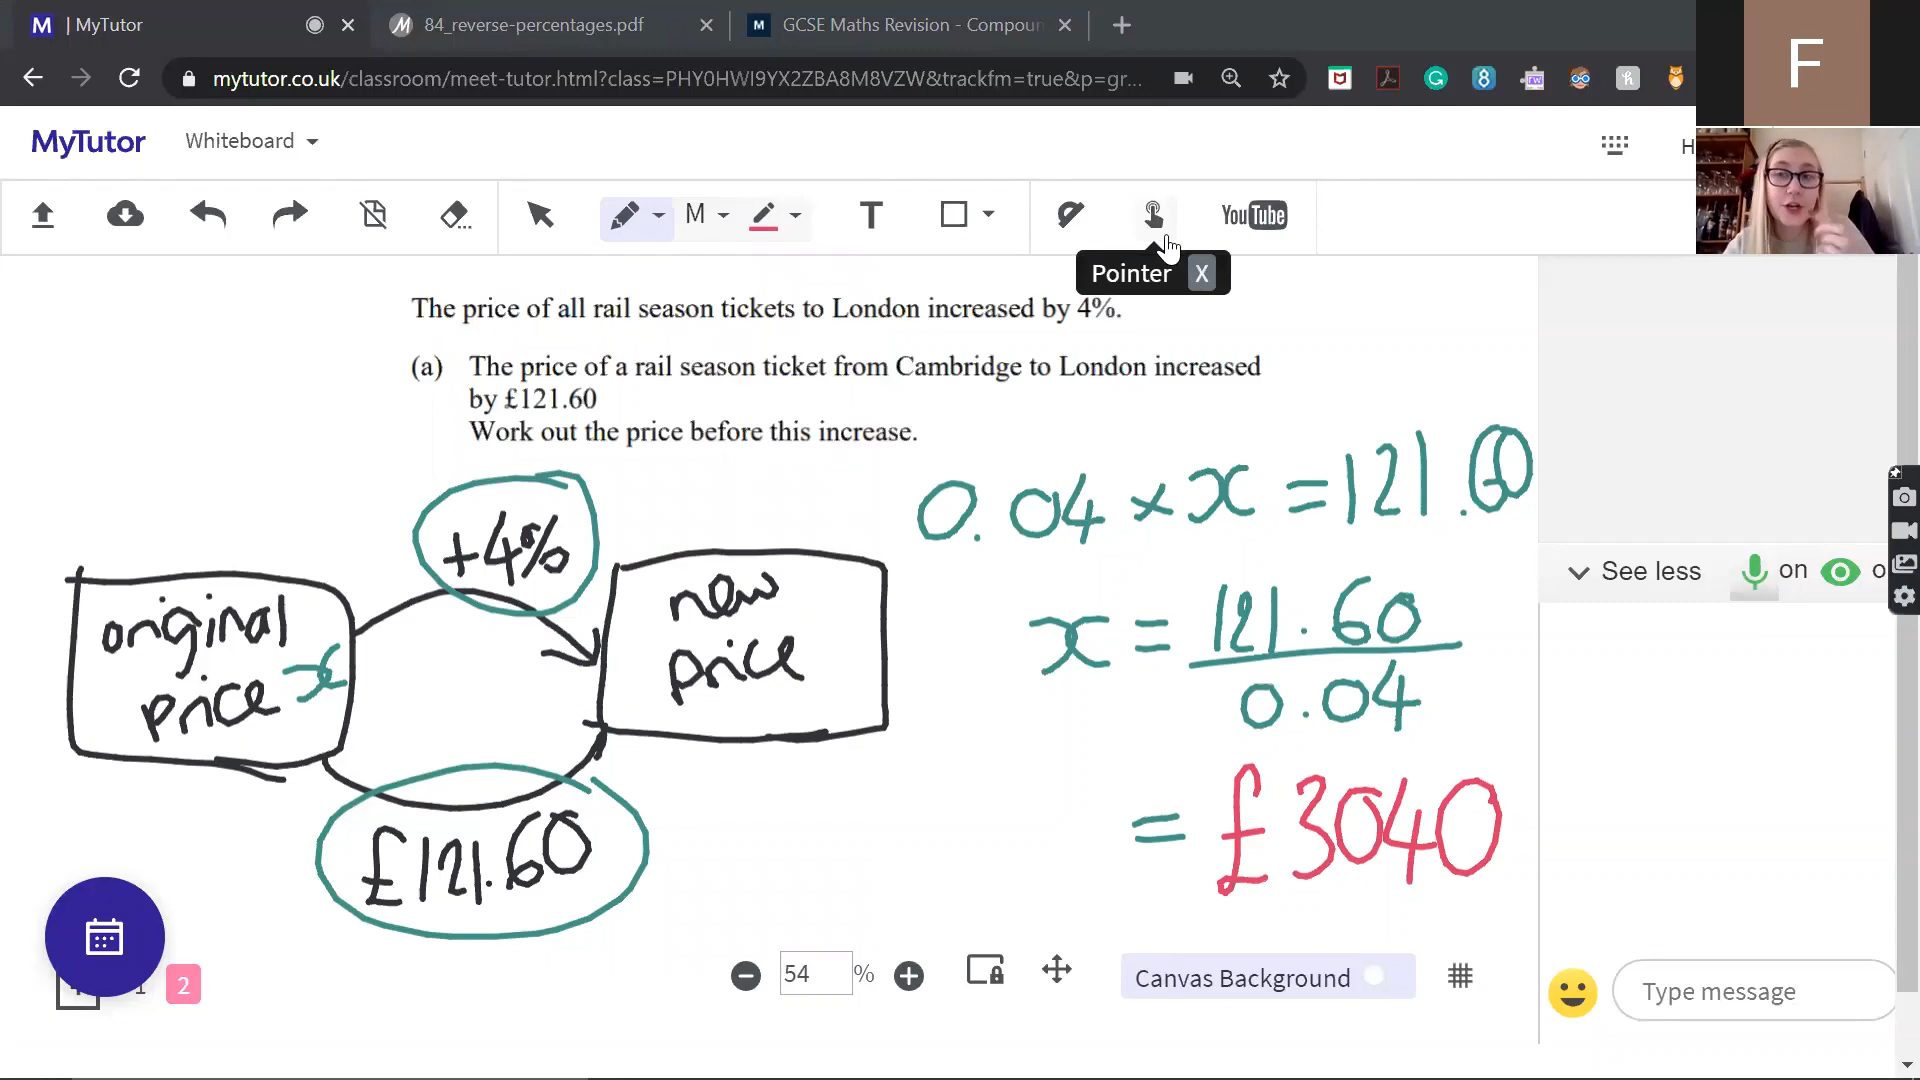 | MyTutor
84_reverse-percentages.pdf
GCSE Maths Revision - Compoun
mytutor.co.uk/classroom/meet-tutor.html?class=PHY0HWI9YX2ZBA8M8VZW&trackfm=true&p=gr...
F
MyTutor
Whiteboard
H
M
T
YouTube
Pointer X
The price of all rail season tickets to London increased by 4%.
(a) The price of a rail season ticket from Cambridge to London increased
by £121.60
Work out the price before this increase.
0.04 × x = 121.60
+4%
original
price x
new
price
x = 121.60
0.04
= £3040
£121.60
See less
on
o
1
2
54 %
Canvas Background
Type message